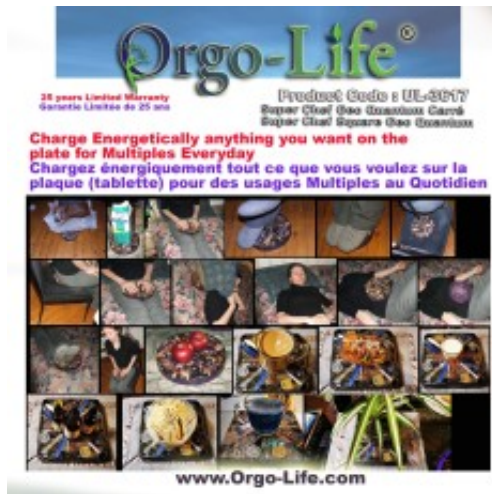 Orgo-Life®
25 years Limited Warranty
Garantie Limitée de 25 ans
Product Code : UL-3617
Super Chef Geo Quantum Carré
Super Chef Square Geo Quantum
Charge Energetically anything you want on the
plate for Multiples Everyday
Chargez énergiquement tout ce que vous voulez sur la
plaque (tablette) pour des usages Multiples au Quotidien
www.Orgo-Life.com